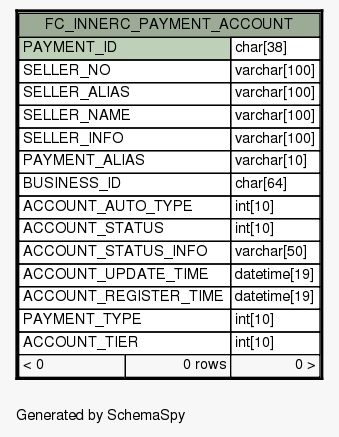 FC_INNERC_PAYMENT_ACCOUNT
PAYMENT_ID char[38]
SELLER_NO varchar[100]
SELLER_ALIAS varchar[100]
SELLER_NAME varchar[100]
SELLER_INFO varchar[100]
PAYMENT_ALIAS varchar[10]
BUSINESS_ID char[64]
ACCOUNT_AUTO_TYPE int[10]
ACCOUNT_STATUS int[10]
ACCOUNT_STATUS_INFO varchar[50]
ACCOUNT_UPDATE_TIME datetime[19]
ACCOUNT_REGISTER_TIME datetime[19]
PAYMENT_TYPE int[10]
ACCOUNT_TIER int[10]
< 0 0 rows 0 >
Generated by SchemaSpy